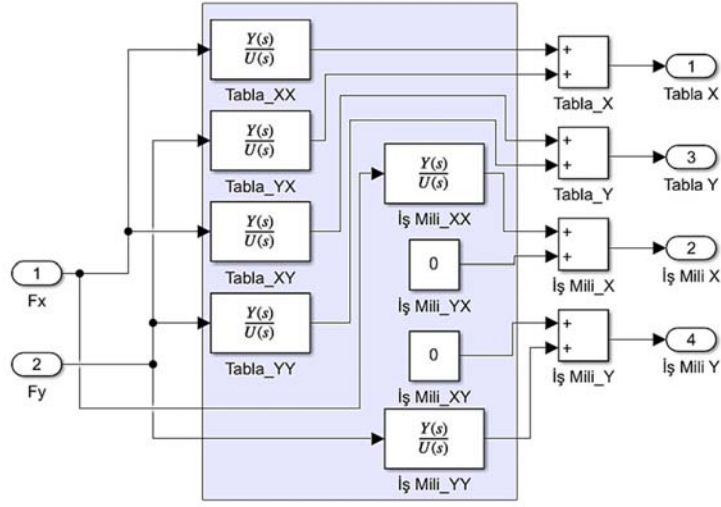 Y(s)
U(s)
Tabla_XX
+
+
Tabla_X
1
Tabla X
Y(s)
U(s)
Tabla_YX
+
+
Tabla_Y
3
Tabla Y
Y(s)
U(s)
İş Mili_XX
Y(s)
U(s)
Tabla_XY
+
+
İş Mili_X
2
İş Mili X
0
İş Mili_YX
1
Fx
Y(s)
U(s)
Tabla_YY
+
+
İş Mili_Y
4
İş Mili Y
0
İş Mili_XY
2
Fy
Y(s)
U(s)
İş Mili_YY